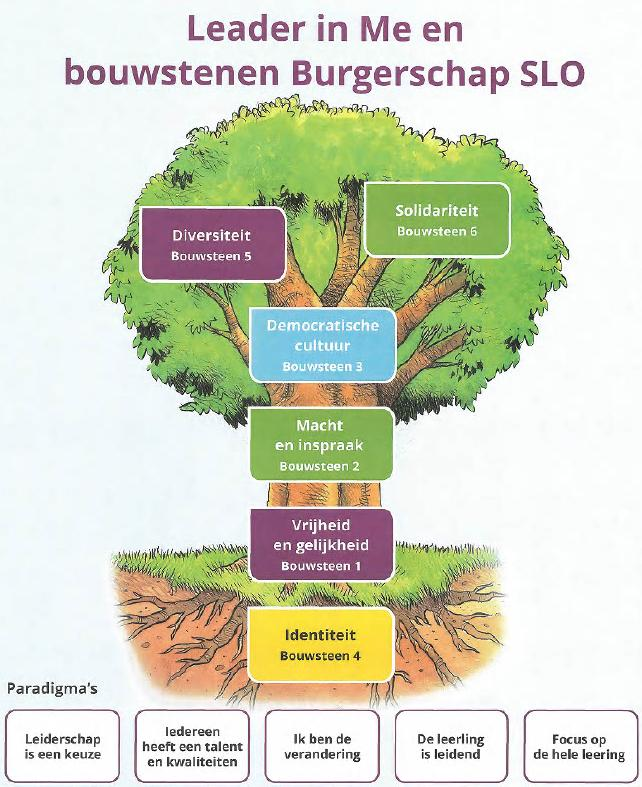 Leader in Me en
bouwstenen Burgerschap SLO
Diversiteit
Bouwsteen 5
Solidariteit
Bouwsteen 6
Democratische
cultuur
Bouwsteen 3
Macht
en inspraak
Bouwsteen 2
Vrijheid
en gelijkheid
Bouwsteen 1
Identiteit
Bouwsteen 4
Paradigma's
Leiderschap
is een keuze
Iedereen
heeft een talent
en kwaliteiten
Ik ben de
verandering
De leerling
is leidend
Focus op
de hele leering